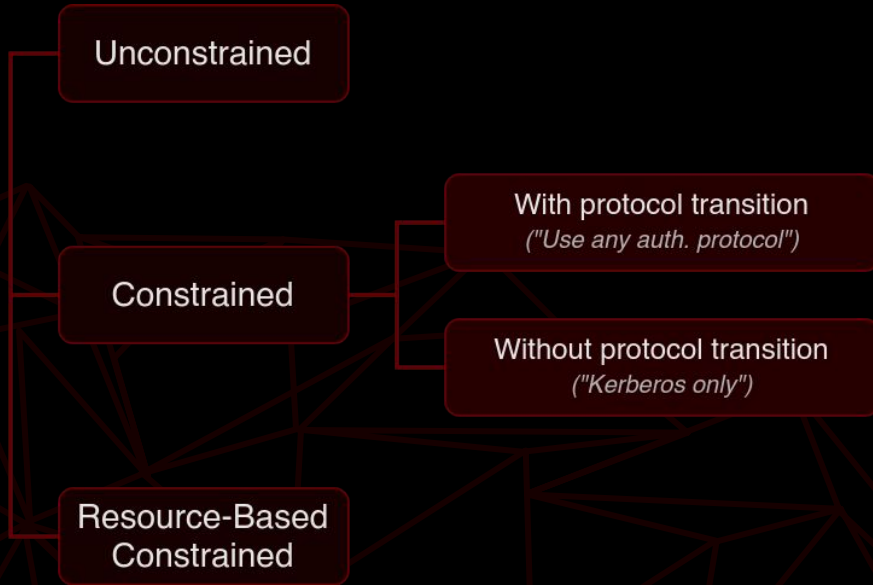 Unconstrained
With protocol transition
("Use any auth. protocol")
Constrained
Without protocol transition
("Kerberos only")
Resource-Based
Constrained